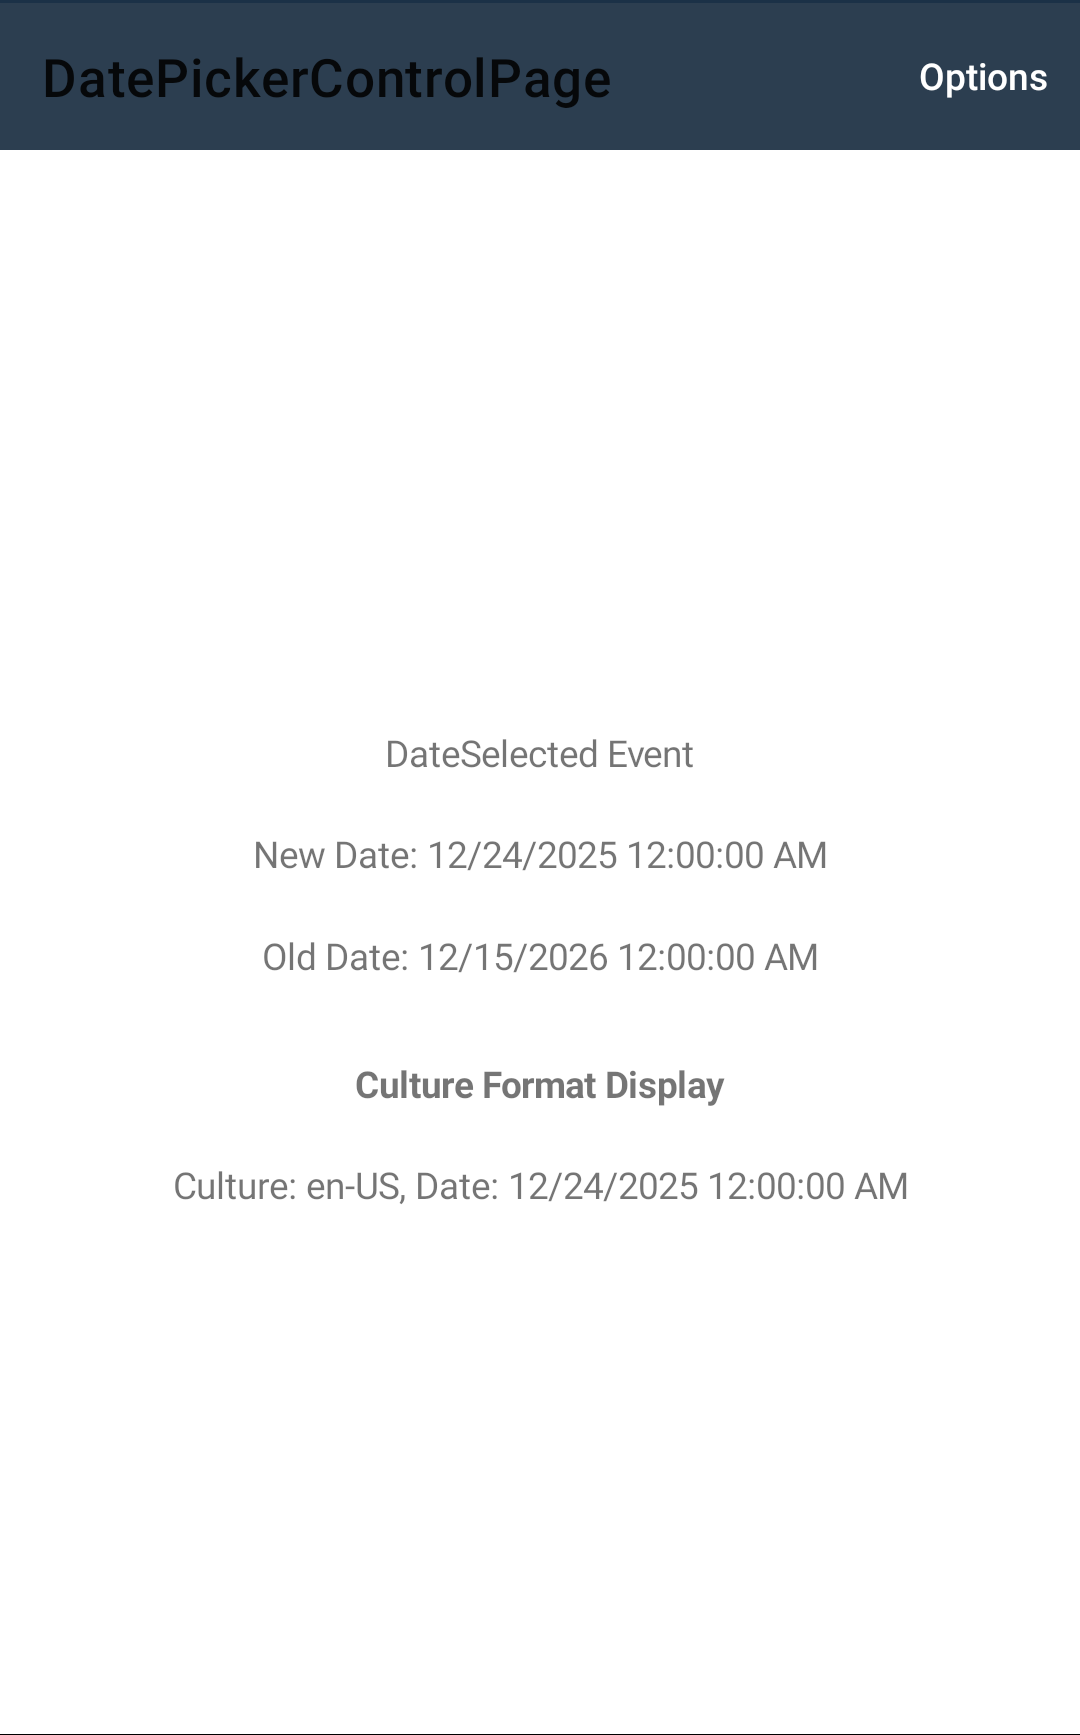 DatePickerControlPage
Options
DateSelected Event
New Date: 12/24/2025 12:00:00 AM
Old Date: 12/15/2026 12:00:00 AM
Culture Format Display
Culture: en-US, Date: 12/24/2025 12:00:00 AM